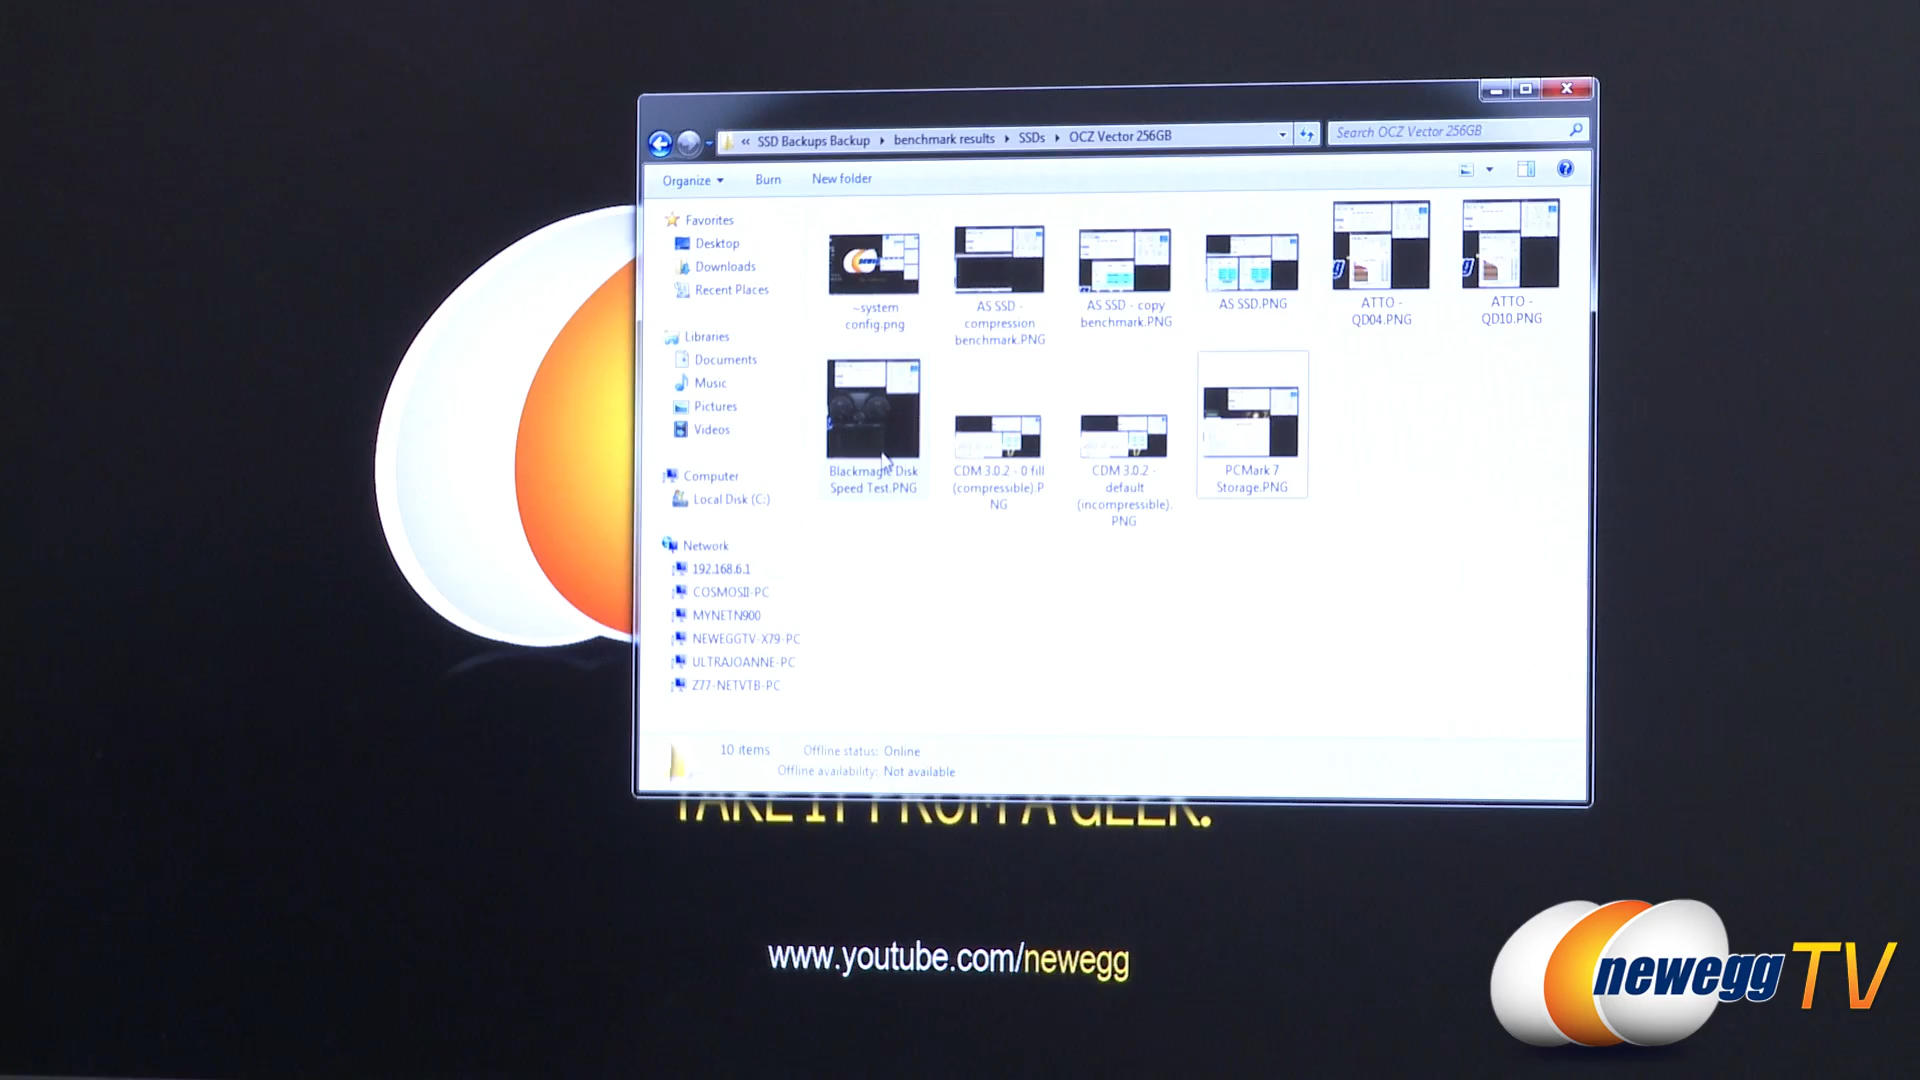 « SSD Backups Backup ▸ benchmark results ▸ SSDs ▸ OCZ Vector 256GB
Search OCZ Vector 256GB
Organize Burn New folder
Favorites
Desktop
Downloads
Recent Places
Libraries
Documents
Music
Pictures
Videos
Computer
Local Disk (C:)
Network
192.168.6.1
COSMOSII-PC
MYNETN900
NEWEGGTV-X79-PC
ULTRAJOANNE-PC
Z77-NETVTB-PC
~system
config.png
AS SSD -
compression
benchmark.PNG
AS SSD - copy
benchmark.PNG
AS SSD.PNG
ATTO -
QD04.PNG
ATTO -
QD10.PNG
Blackmagic Disk
Speed Test.PNG
CDM 3.0.2 - 0 fill
(compressible).P
NG
CDM 3.0.2 -
default
(incompressible).
PNG
PCMark 7
Storage.PNG
10 items Offline status: Online
Offline availability: Not available
TAKE IT FROM A GEEK.
www.youtube.com/newegg
newegg TV